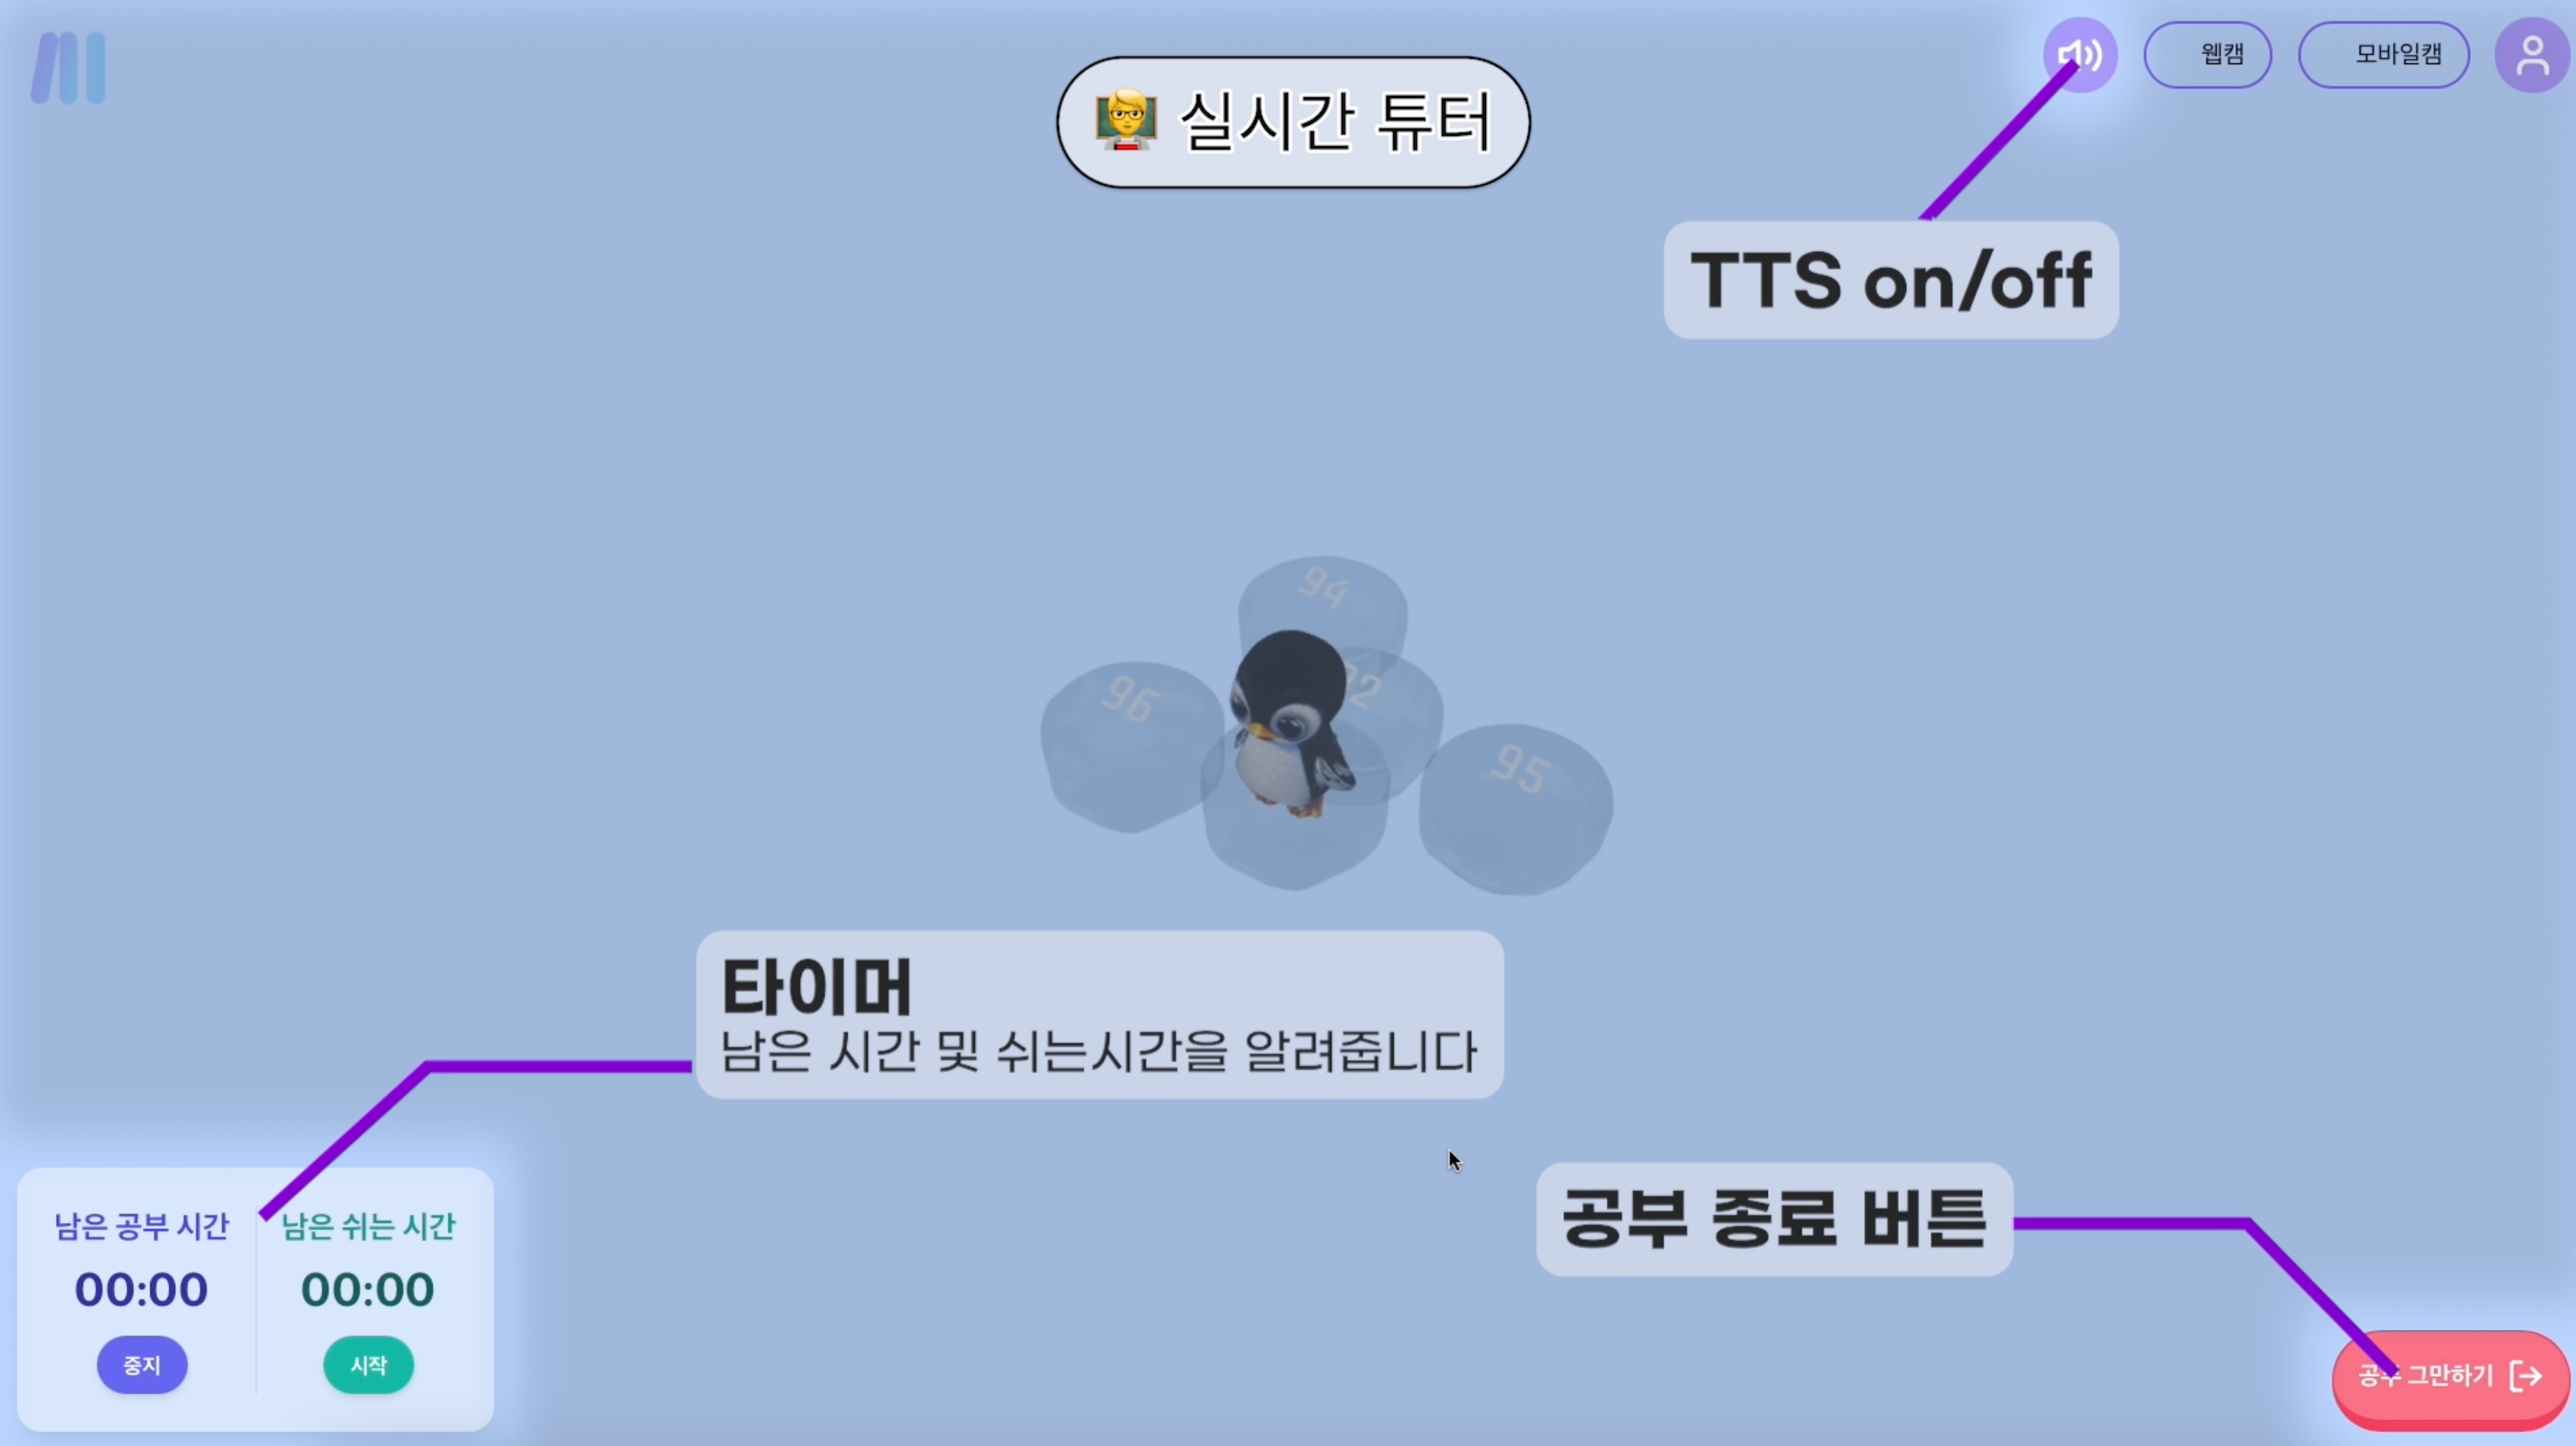 웹캠
모바일캠
실시간 튜터
TTS on/off
94
96
95
타이머
남은 시간 및 쉬는시간을 알려줍니다
공부 종료 버튼
남은 공부 시간
남은 쉬는 시간
00:00
00:00
중지
시작
공부 그만하기